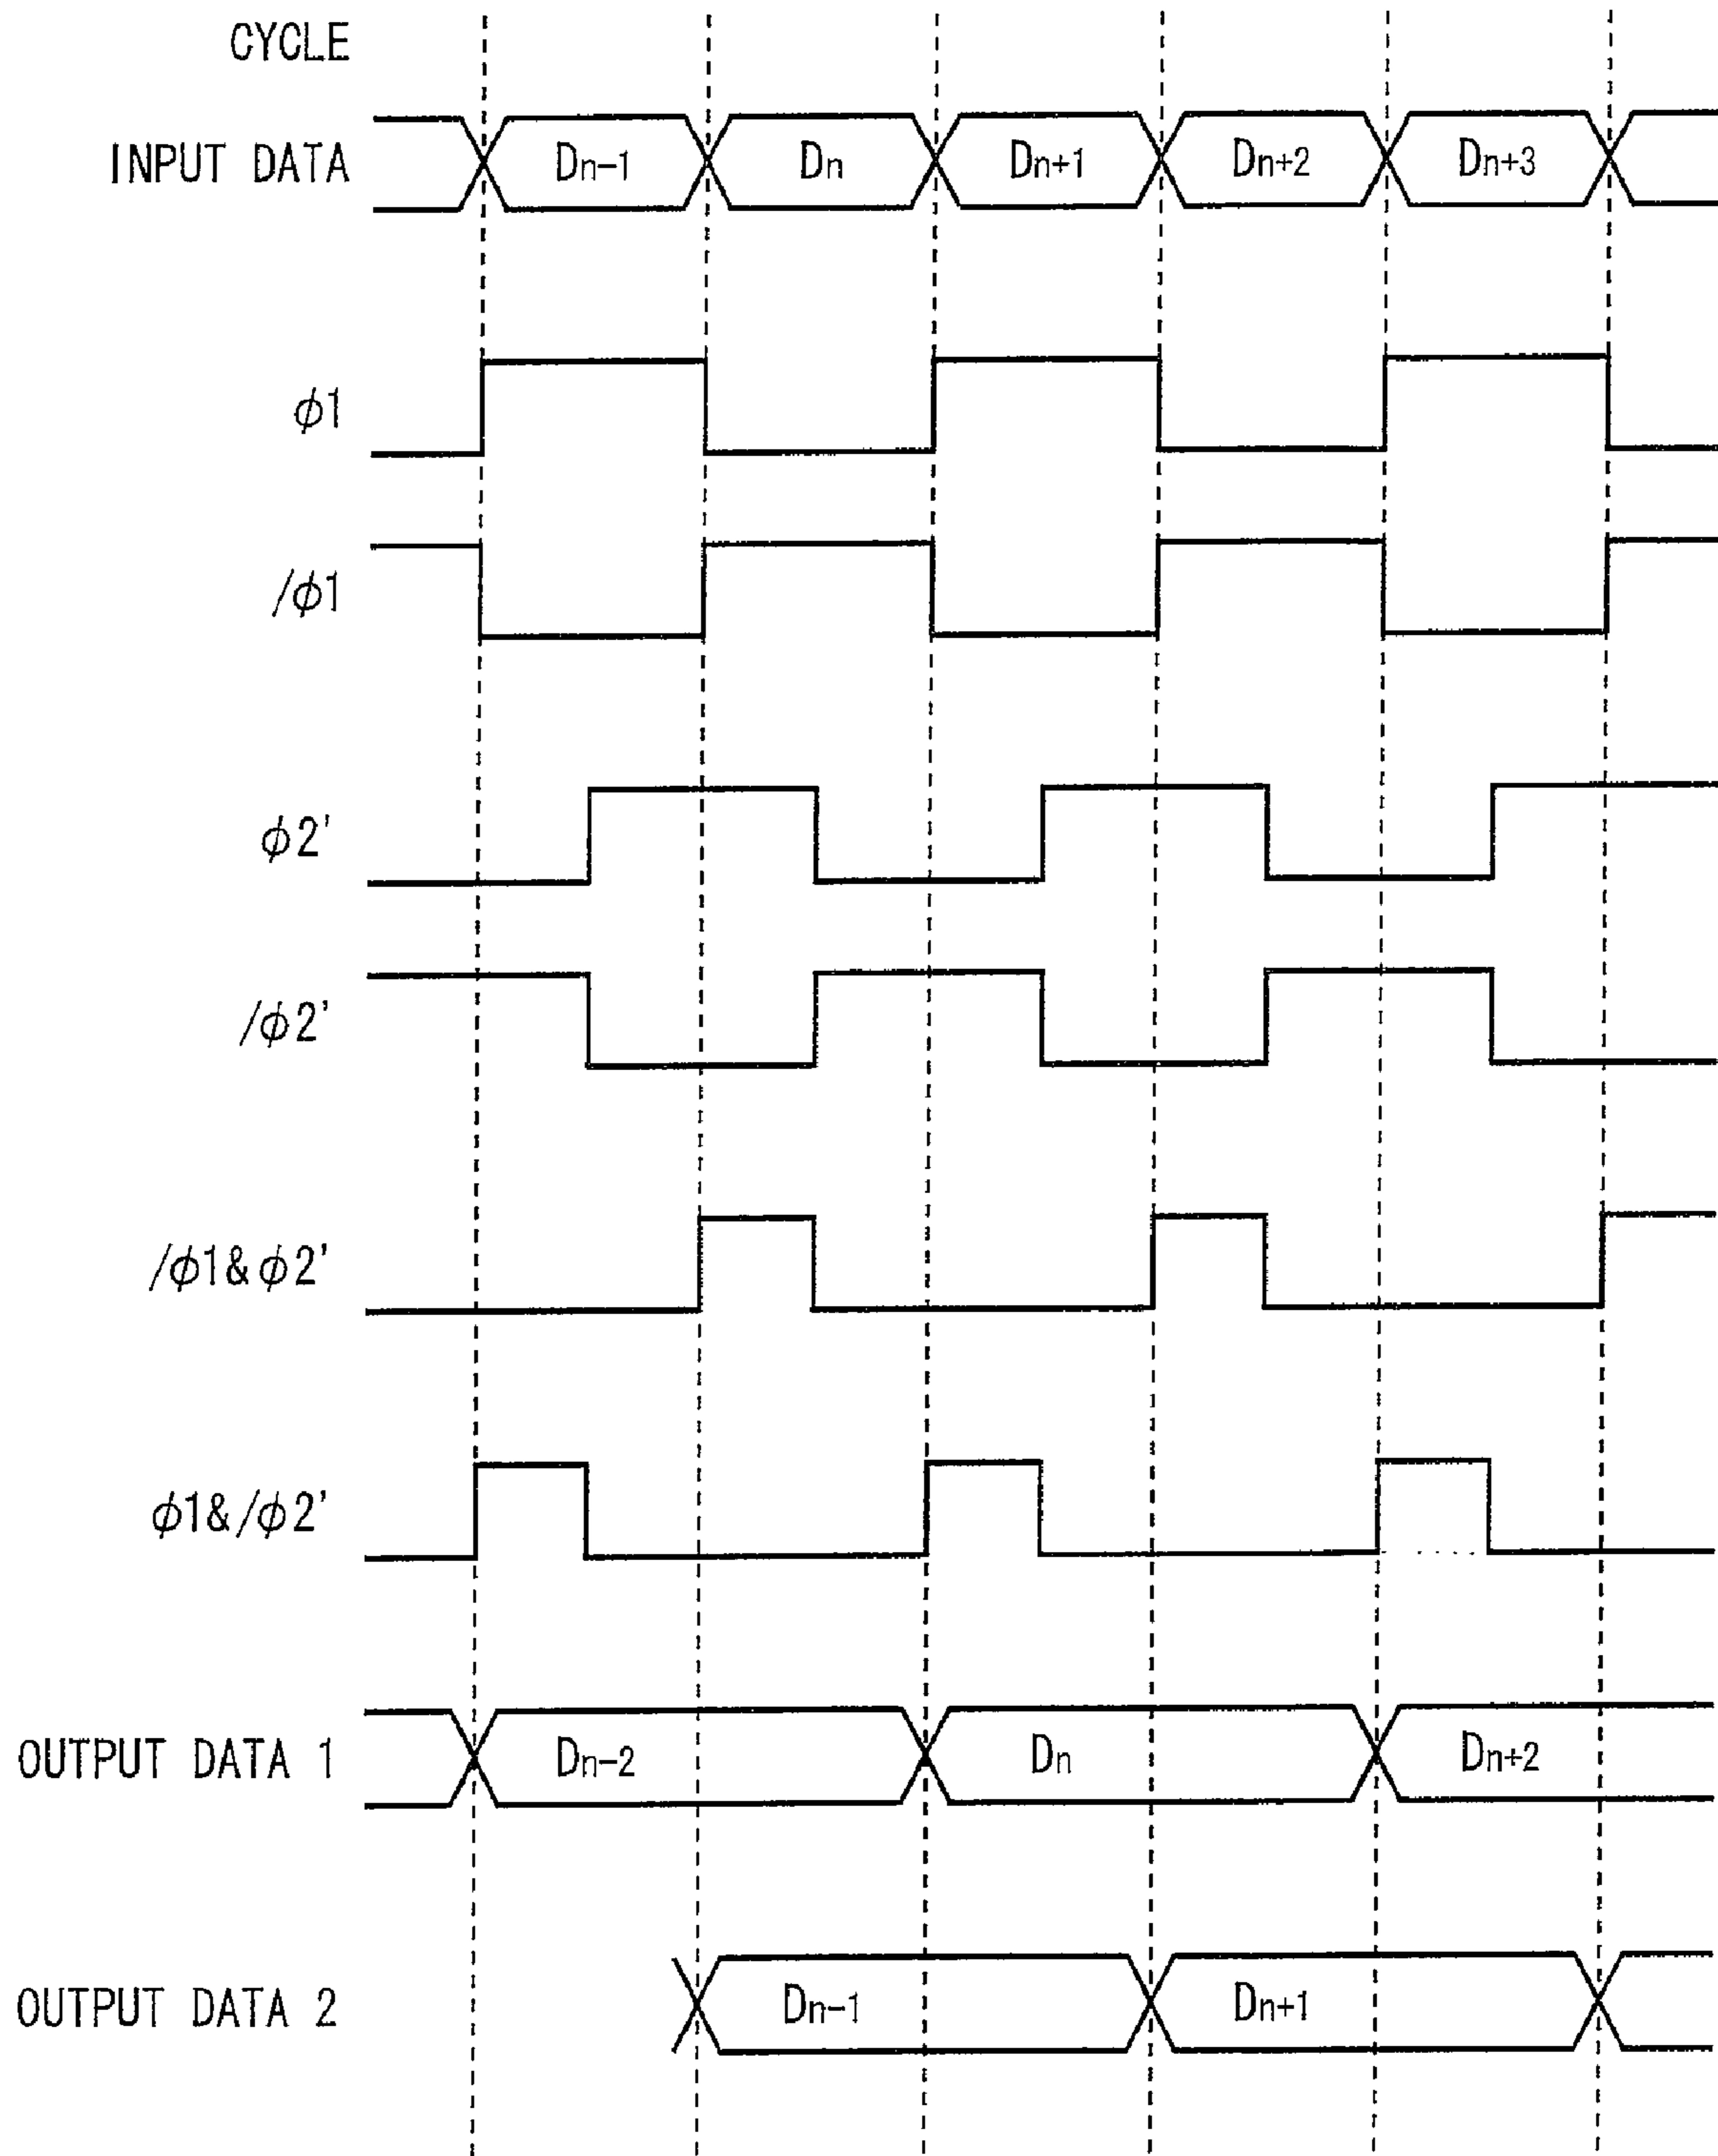 CYCLE
INPUT DATA Dn-1 Dn Dn+1 Dn+2 Dn+3
ϕ1
/ϕ1
ϕ2'
/ϕ2'
/ϕ1&ϕ2'
ϕ1&/ϕ2'
OUTPUT DATA 1 Dn-2 Dn Dn+2
OUTPUT DATA 2 Dn-1 Dn+1